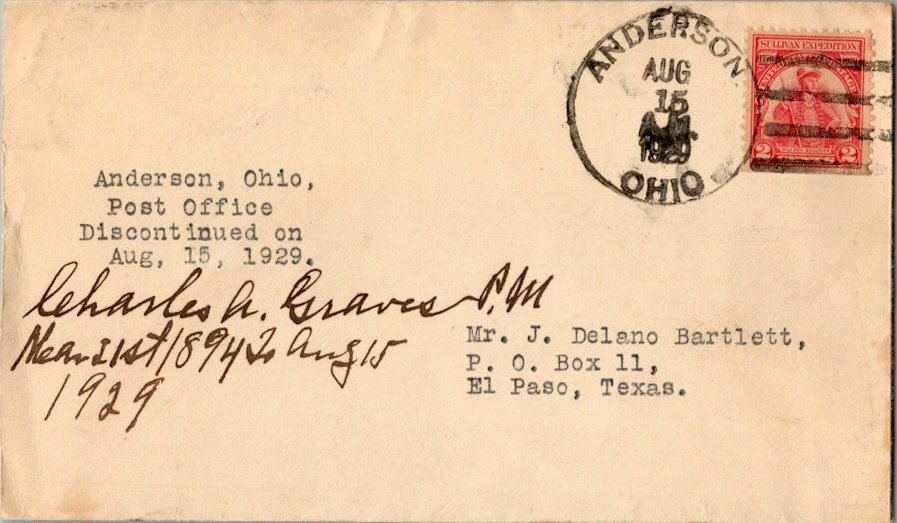 ANDERSON
AUG
15
A.M.
1929
OHIO
SULLIVAN EXPEDITION
2 2
Anderson, Ohio,
Post Office
Discontinued on
Aug, 15, 1929.
Charles A. Graves P.M
21st 1894 to Aug 15
1929
Mr. J. Delano Bartlett,
P. O. Box 11,
El Paso, Texas.